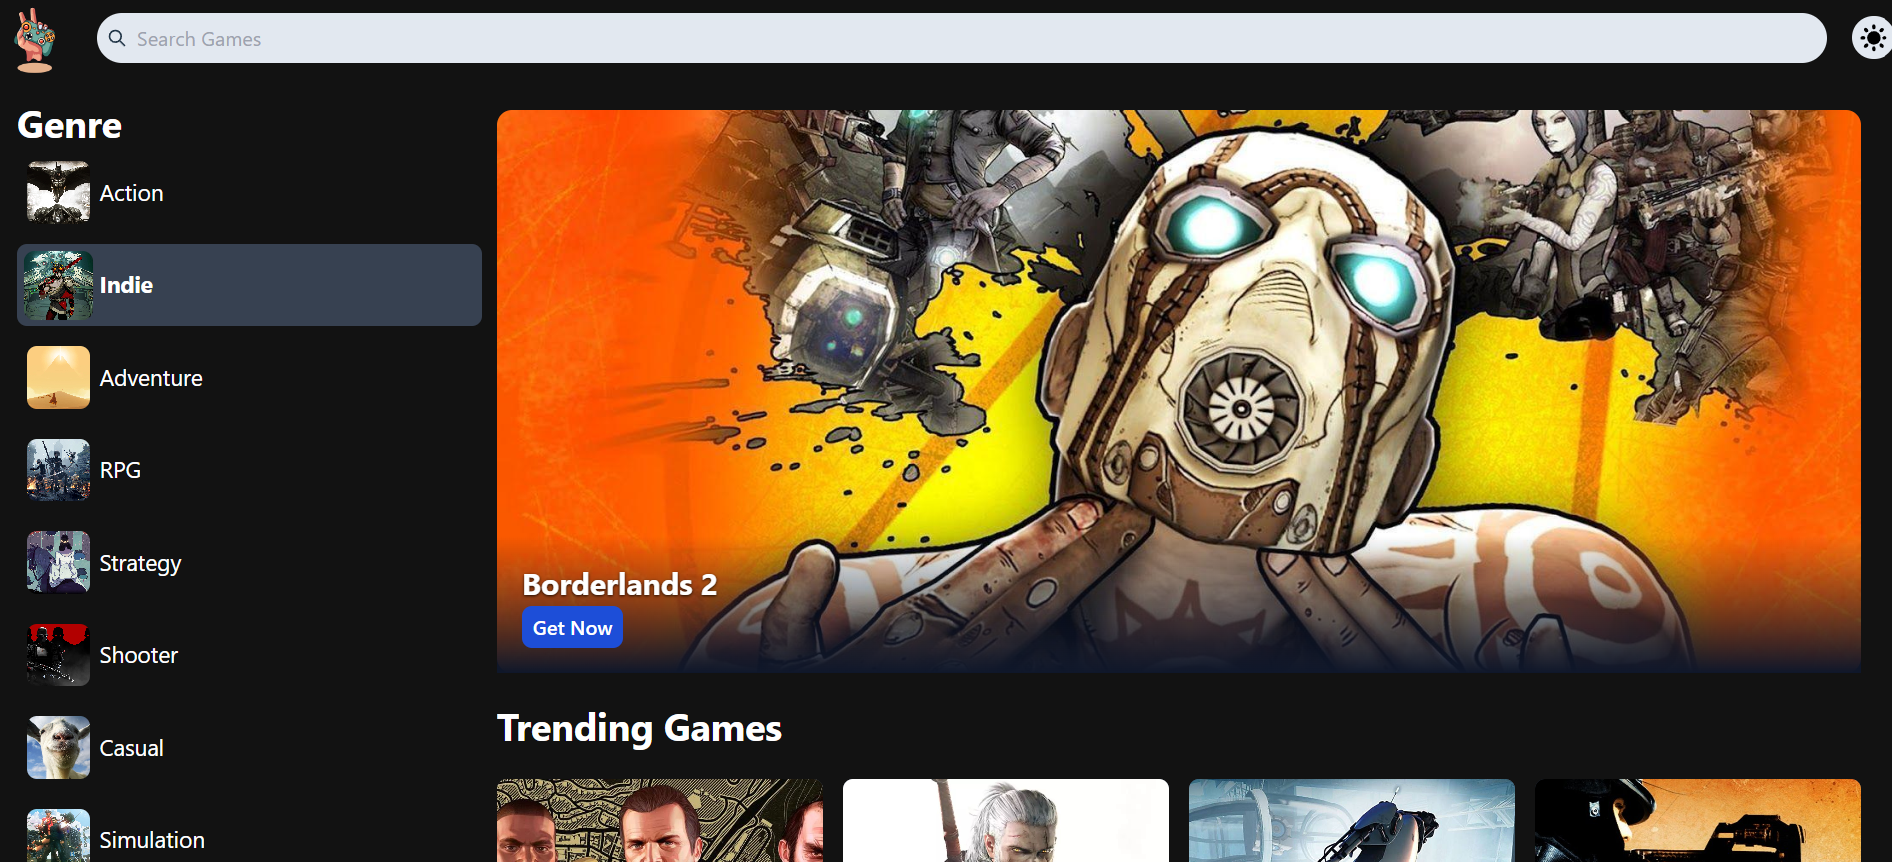 Search Games
Genre
Action
Indie
Adventure
RPG
Strategy
Shooter
Casual
Simulation
Borderlands 2
Get Now
Trending Games